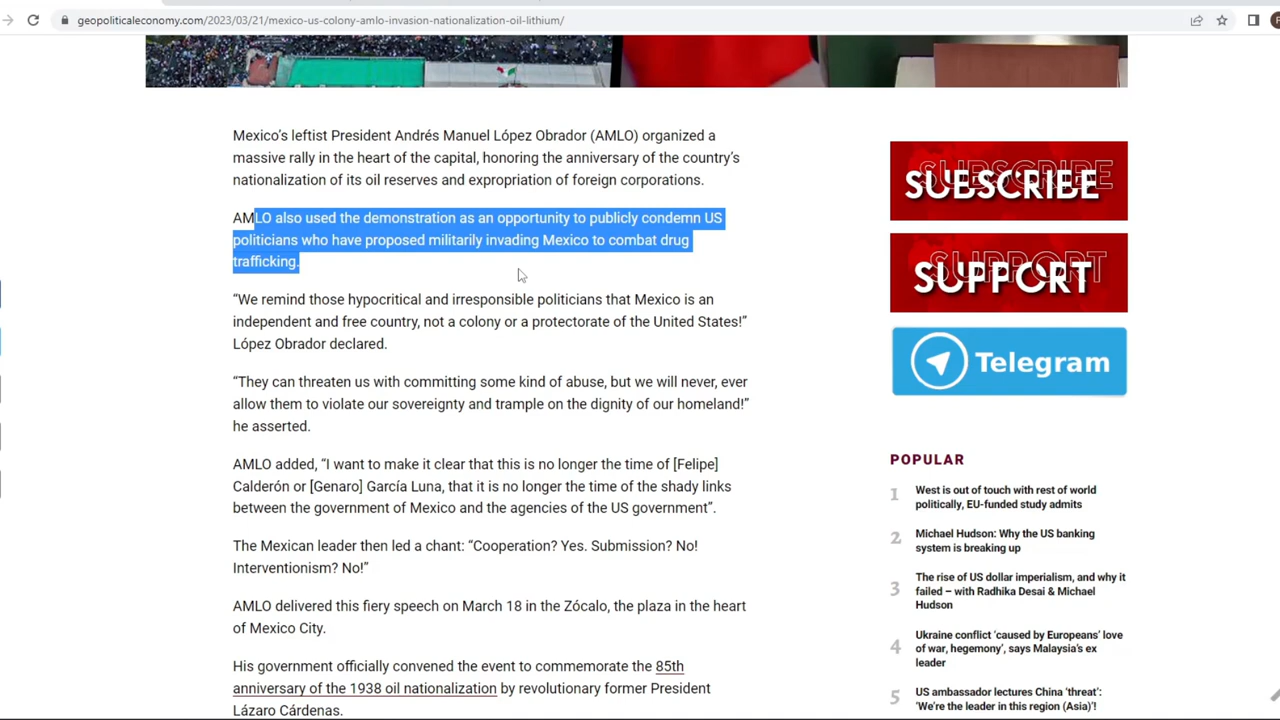 geopoliticaleconomy.com/2023/03/21/mexico-us-colony-amlo-invasion-nationalization-oil-lithium/
Mexico’s leftist President Andrés Manuel López Obrador (AMLO) organized a
massive rally in the heart of the capital, honoring the anniversary of the country’s
nationalization of its oil reserves and expropriation of foreign corporations.
AMLO also used the demonstration as an opportunity to publicly condemn US
politicians who have proposed militarily invading Mexico to combat drug
trafficking.
“We remind those hypocritical and irresponsible politicians that Mexico is an
independent and free country, not a colony or a protectorate of the United States!”
López Obrador declared.
“They can threaten us with committing some kind of abuse, but we will never, ever
allow them to violate our sovereignty and trample on the dignity of our homeland!”
he asserted.
AMLO added, “I want to make it clear that this is no longer the time of [Felipe]
Calderón or [Genaro] García Luna, that it is no longer the time of the shady links
between the government of Mexico and the agencies of the US government”.
The Mexican leader then led a chant: “Cooperation? Yes. Submission? No!
Interventionism? No!”
AMLO delivered this fiery speech on March 18 in the Zócalo, the plaza in the heart
of Mexico City.
His government officially convened the event to commemorate the 85th
anniversary of the 1938 oil nationalization by revolutionary former President
Lázaro Cárdenas.
SUBSCRIBE
SUBSCRIBE
SUPPORT
SUPPORT
Telegram
POPULAR
1 West is out of touch with rest of world
politically, EU-funded study admits
2 Michael Hudson: Why the US banking
system is breaking up
3 The rise of US dollar imperialism, and why it
failed – with Radhika Desai & Michael
Hudson
4 Ukraine conflict ‘caused by Europeans’ love
of war, hegemony’, says Malaysia’s ex
leader
5 US ambassador lectures China ‘threat’:
‘We’re the leader in this region (Asia)’!